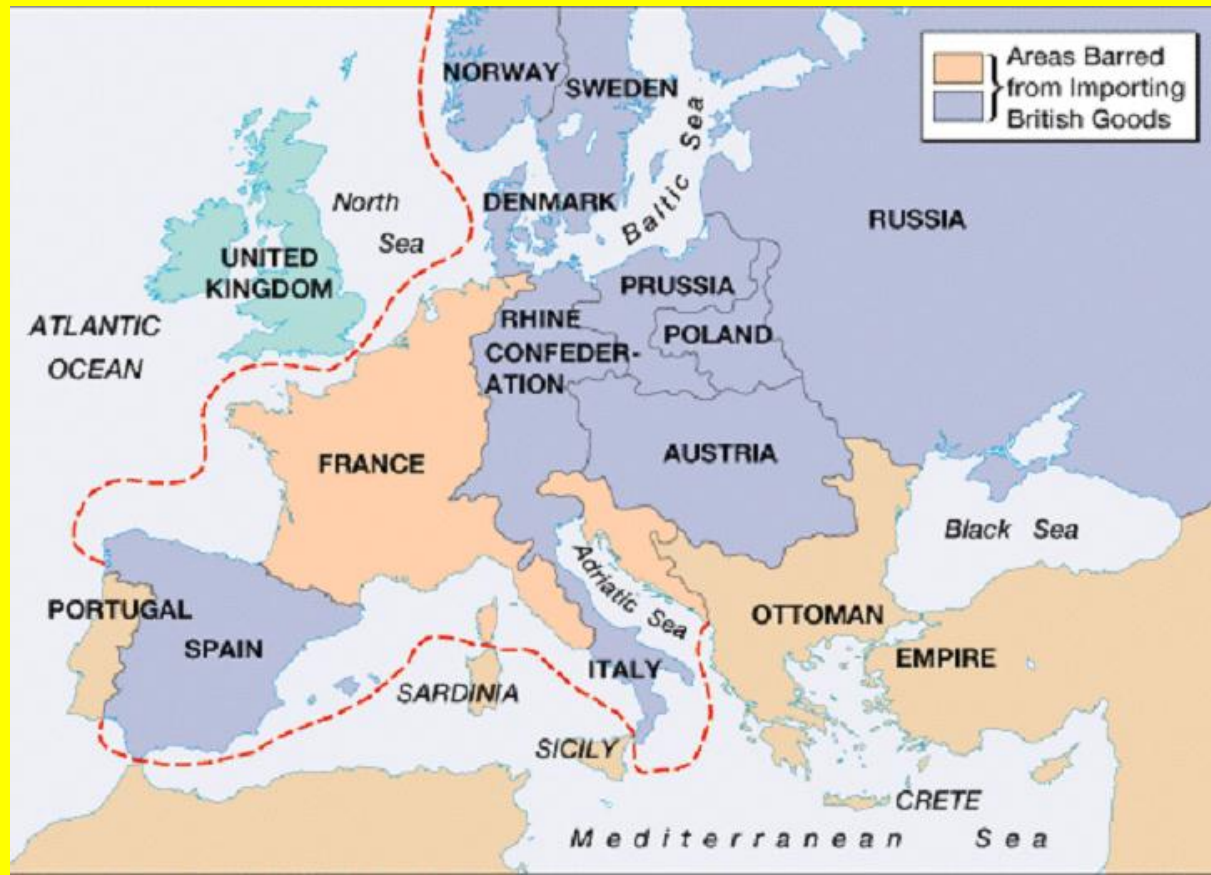 Areas Barred
from Importing
British Goods
NORWAY
SWEDEN
Baltic Sea
North
Sea
DENMARK
RUSSIA
UNITED
KINGDOM
PRUSSIA
ATLANTIC
OCEAN
RHINE
CONFEDER-
ATION
POLAND
FRANCE
AUSTRIA
Black Sea
Adriatic Sea
PORTUGAL
SPAIN
OTTOMAN
EMPIRE
ITALY
SARDINIA
SICILY
CRETE
Mediterranean Sea